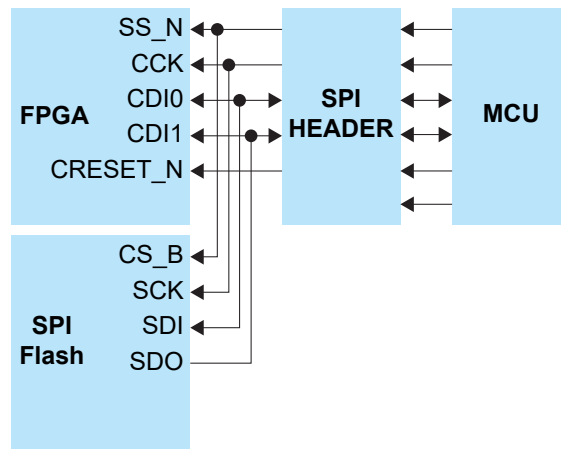 SS_N
CCK
CDI0
CDI1
CRESET_N
FPGA
SPI
HEADER
MCU
CS_B
SCK
SDI
SDO
SPI
Flash